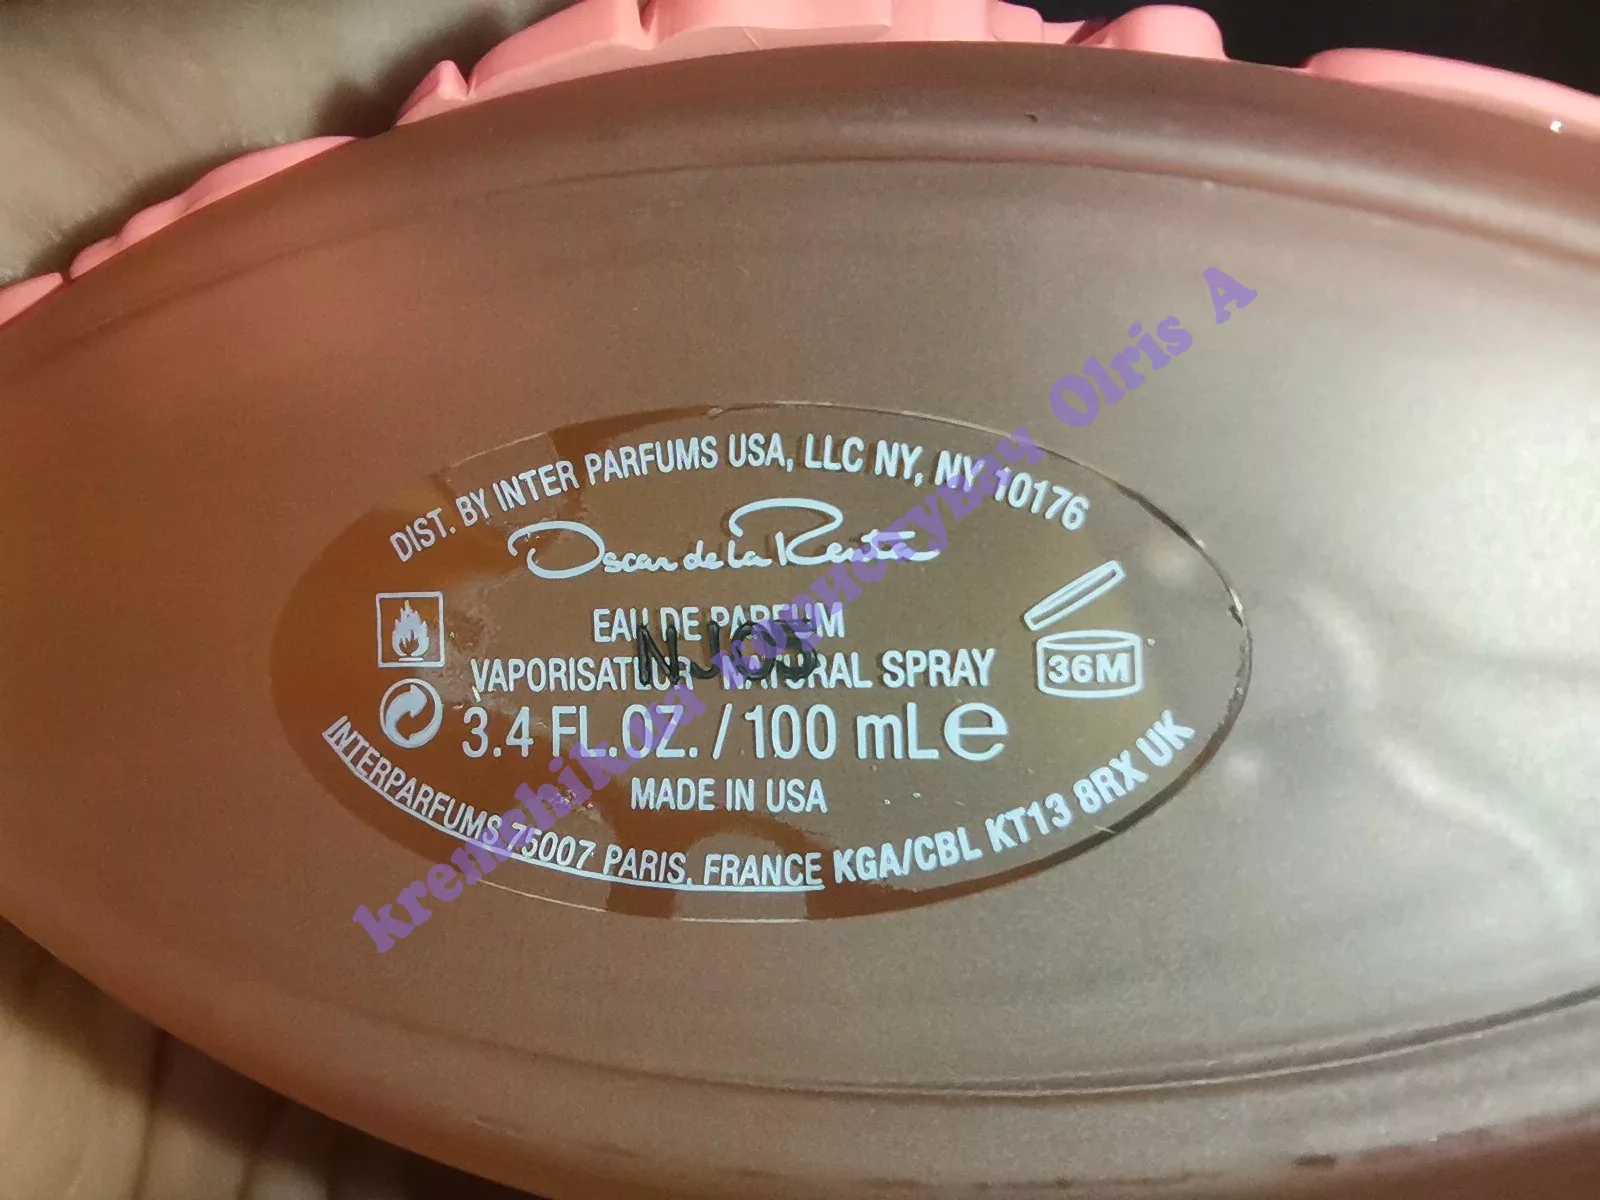 DIST. BY INTER PARFUMS USA, LLC NY, NY 10176
Oscar de la Renta
EAU DE PARFUM
NJ05
VAPORISATEUR NATURAL SPRAY
36M
3.4 FL.OZ. / 100 mL e
MADE IN USA
INTERPARFUMS 75007 PARIS, FRANCE KGA/CBL KT13 8RX UK
krenchikom Olris A